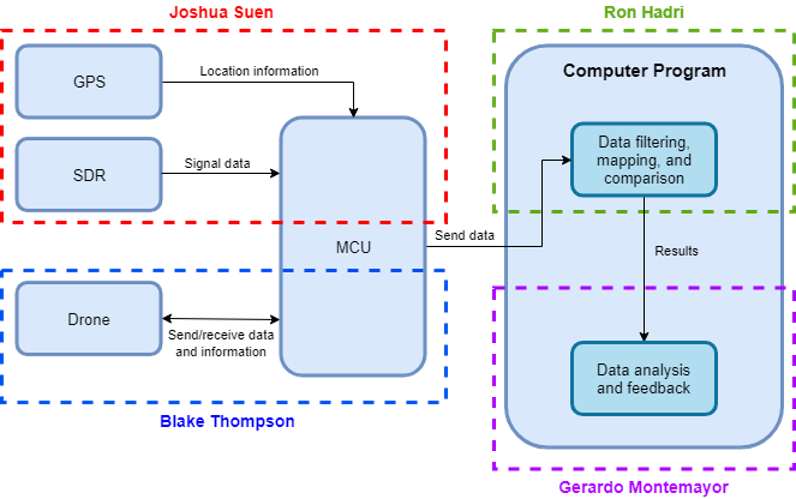 Joshua Suen
Ron Hadri
GPS
Location information
SDR
Signal data
MCU
Drone
Send/receive data
and information
Blake Thompson
Send data
Computer Program
Data filtering,
mapping, and
comparison
Results
Data analysis
and feedback
Gerardo Montemayor